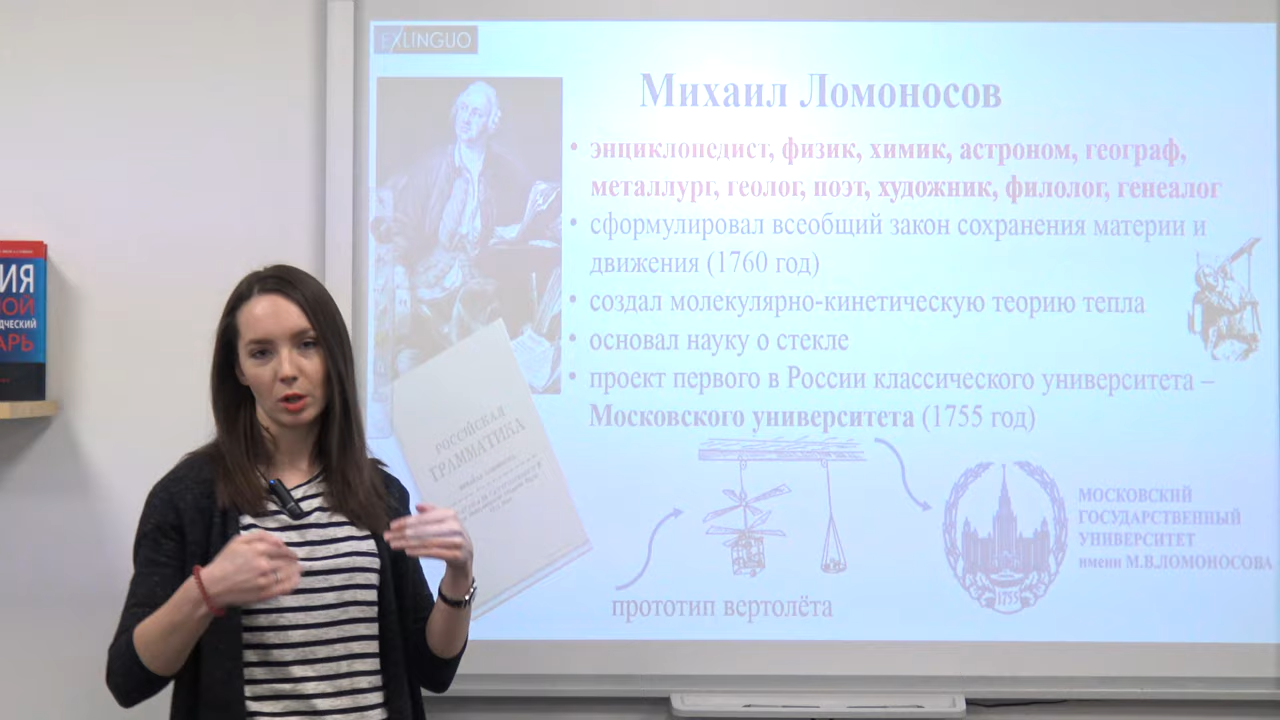 EXLINGUO
Михаил Ломоносов
• энциклопедист, физик, химик, астроном, географ,
металлург, геолог, поэт, художник, филолог, генеалог
• сформулировал всеобщий закон сохранения материи и
движения (1760 год)
• создал молекулярно-кинетическую теорию тепла
• основал науку о стекле
• проект первого в России классического университета –
Московского университета (1755 год)
РОССІЙСКАЯ
ГРАММАТИКА
МОСКОВСКИЙ
ГОСУДАРСТВЕННЫЙ
УНИВЕРСИТЕТ
имени М.В.ЛОМОНОСОВА
1755
прототип вертолёта